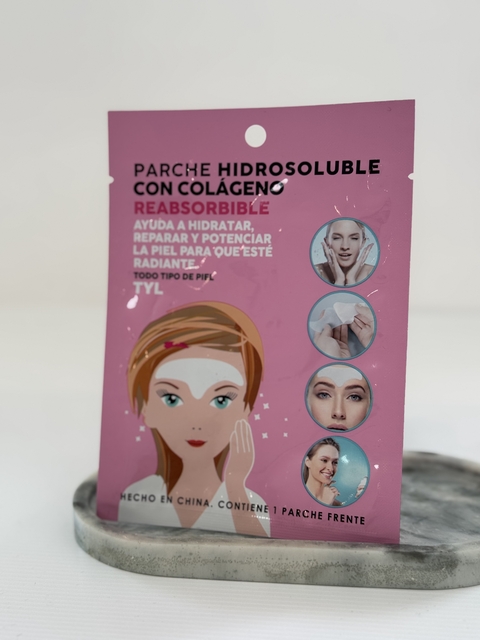 PARCHE HIDROSOLUBLE
CON COLÁGENO
REABSORBIBLE
AYUDA A HIDRATAR,
REPARAR Y POTENCIAR
LA PIEL PARA QUE ESTÉ
RADIANTE.
TODO TIPO DE PIEL
TYL
HECHO EN CHINA. CONTIENE 1 PARCHE FRENTE